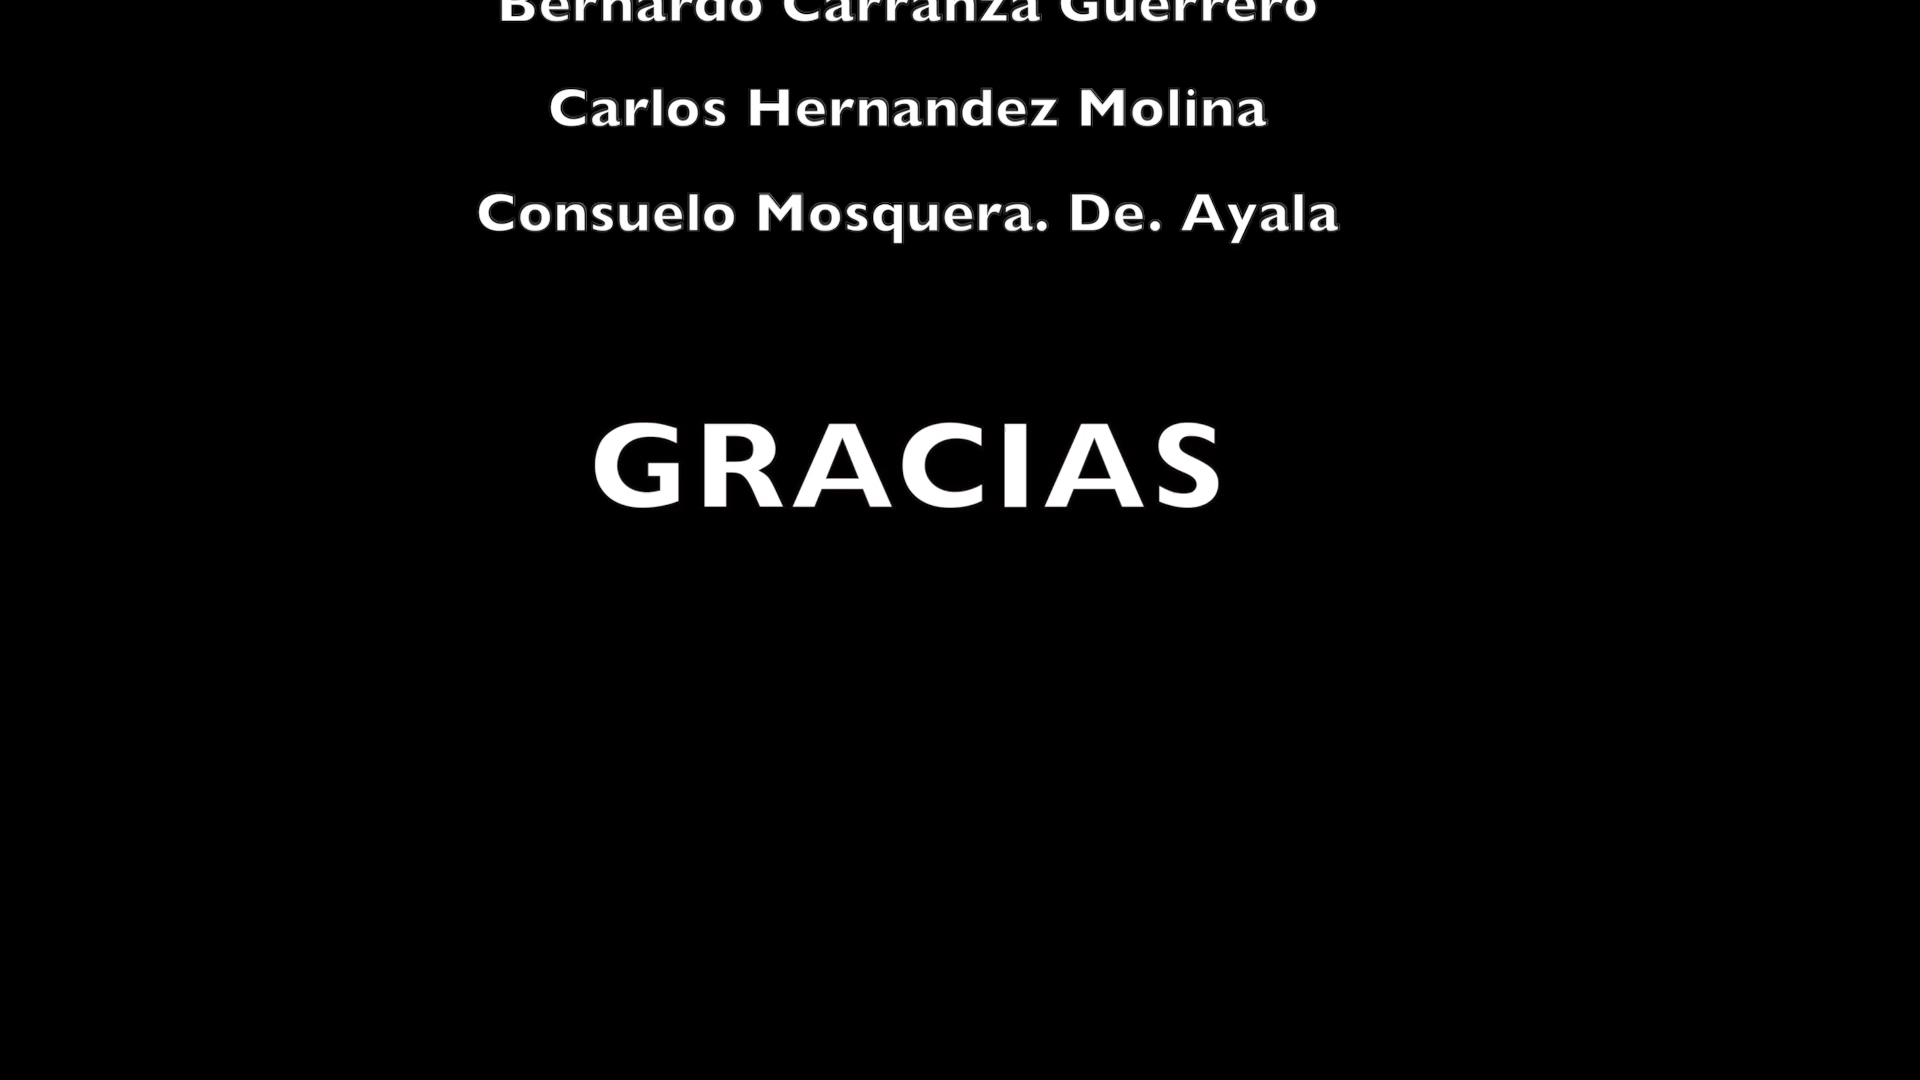 Bernardo Carranza Guerrero
Carlos Hernandez Molina
Consuelo Mosquera. De. Ayala
GRACIAS